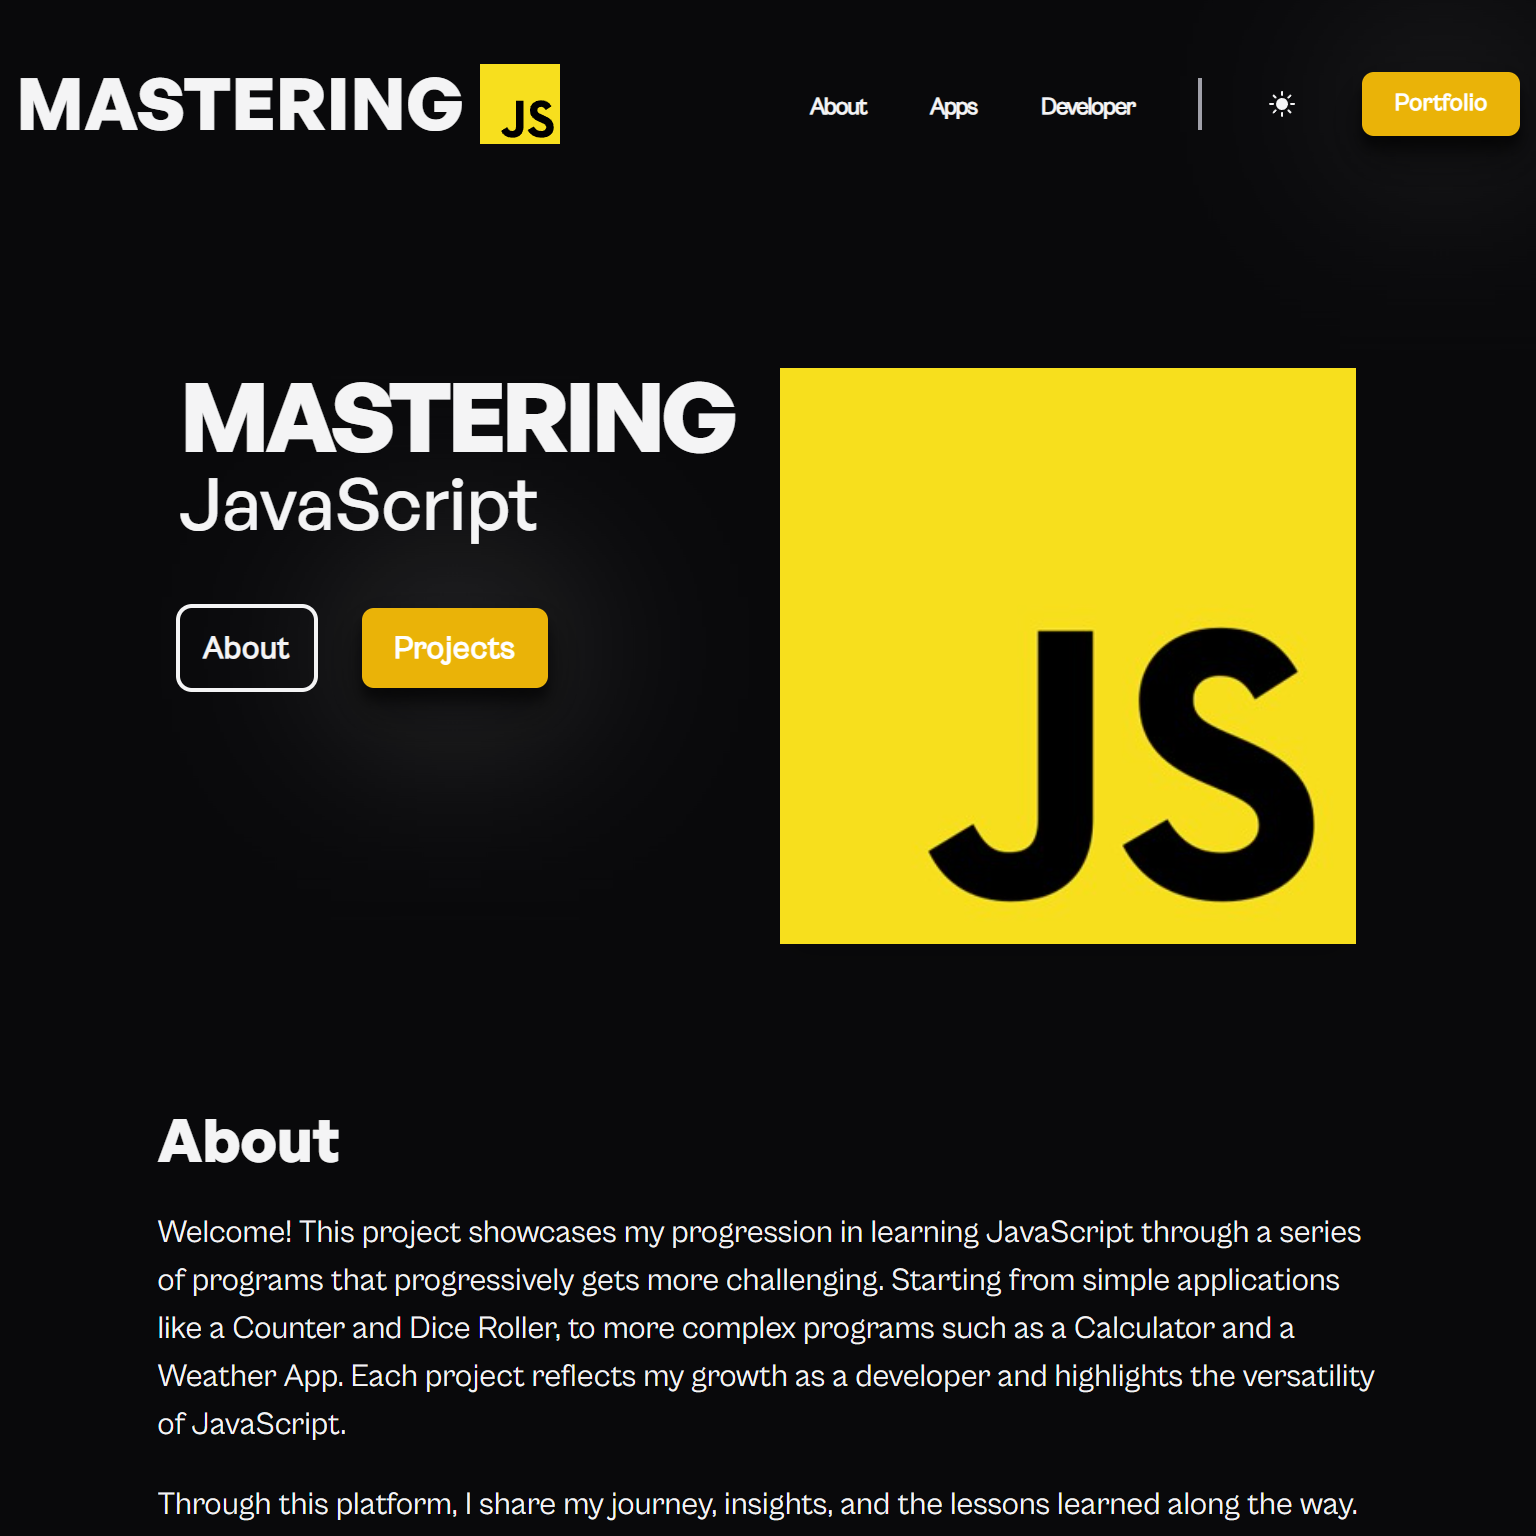 MASTERING JS
About Apps Developer Portfolio
MASTERING
JavaScript
About Projects
JS
About
Welcome! This project showcases my progression in learning JavaScript through a series
of programs that progressively gets more challenging. Starting from simple applications
like a Counter and Dice Roller, to more complex programs such as a Calculator and a
Weather App. Each project reflects my growth as a developer and highlights the versatility
of JavaScript.
Through this platform, I share my journey, insights, and the lessons learned along the way.